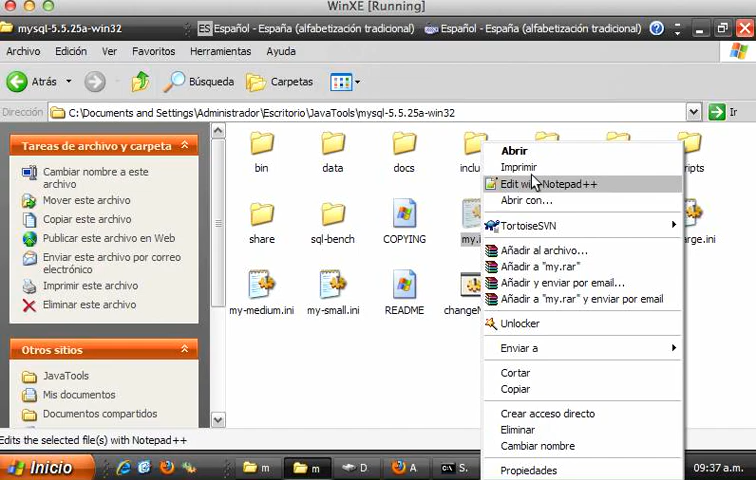 WinXE [Running]
mysql-5.5.25a-win32
ES Español - España (alfabetización tradicional)
Español - España (alfabetización tradicional)
Archivo Edición Ver Favoritos Herramientas Ayuda
Atrás Búsqueda Carpetas
Dirección C:\Documents and Settings\Administrador\Escritorio\JavaTools\mysql-5.5.25a-win32 Ir
Tareas de archivo y carpeta
Cambiar nombre a este
archivo
Mover este archivo
Copiar este archivo
Publicar este archivo en Web
Enviar este archivo por correo
electrónico
Imprimir este archivo
Eliminar este archivo
Otros sitios
JavaTools
Mis documentos
Documentos compartidos
bin data docs
share sql-bench COPYING
my-medium.ini my-small.ini README
Abrir
Imprimir
Edit with Notepad++
Abrir con...
TortoiseSVN
Añadir al archivo...
Añadir a "my.rar"
Añadir y enviar por email...
Añadir a "my.rar" y enviar por email
Unlocker
Enviar a
Cortar
Copiar
Crear acceso directo
Eliminar
Cambiar nombre
Propiedades
Edits the selected file(s) with Notepad++
Inicio m m D A S. 09:37 a.m.